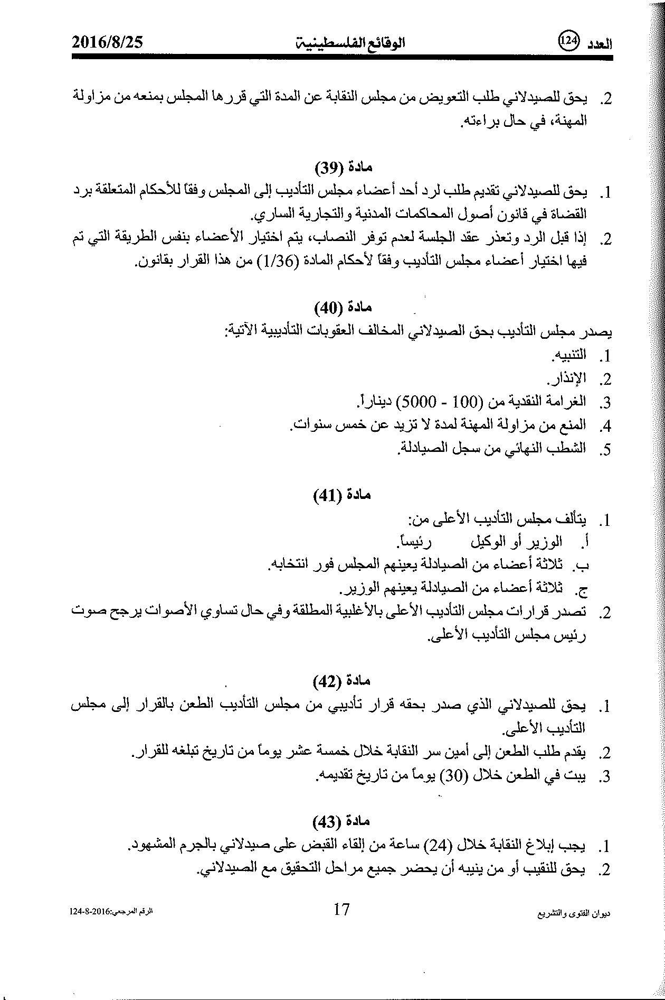 العدد 124 الوقائع الفلسطينية 2016/8/25
2. يحق للصيدلاني طلب التعويض من مجلس النقابة عن المدة التي قررها المجلس بمنعه من مزاولة
المهنة، في حال براءته.
مادة (39)
1. يحق للصيدلاني تقديم طلب لرد أحد أعضاء مجلس التأديب إلى المجلس وفقاً للأحكام المتعلقة برد
القضاة في قانون أصول المحاكمات المدنية والتجارية الساري.
2. إذا قبل الرد وتعذر عقد الجلسة لعدم توفر النصاب، يتم اختيار الأعضاء بنفس الطريقة التي تم
فيها اختيار أعضاء مجلس التأديب وفقاً لأحكام المادة (1/36) من هذا القرار بقانون.
مادة (40)
يصدر مجلس التأديب بحق الصيدلاني المخالف العقوبات التأديبية الآتية:
1. التنبيه.
2. الإنذار.
3. الغرامة النقدية من (100 - 5000) ديناراً.
4. المنع من مزاولة المهنة لمدة لا تزيد عن خمس سنوات.
5. الشطب النهائي من سجل الصيادلة.
مادة (41)
1. يتألف مجلس التأديب الأعلى من:
أ. الوزير أو الوكيل رئيساً.
ب. ثلاثة أعضاء من الصيادلة يعينهم المجلس فور انتخابه.
ج. ثلاثة أعضاء من الصيادلة يعينهم الوزير.
2. تصدر قرارات مجلس التأديب الأعلى بالأغلبية المطلقة وفي حال تساوي الأصوات يرجح صوت
رئيس مجلس التأديب الأعلى.
مادة (42)
1. يحق للصيدلاني الذي صدر بحقه قرار تأديبي من مجلس التأديب الطعن بالقرار إلى مجلس
التأديب الأعلى.
2. يقدم طلب الطعن إلى أمين سر النقابة خلال خمسة عشر يوماً من تاريخ تبلغه للقرار.
3. يبت في الطعن خلال (30) يوماً من تاريخ تقديمه.
مادة (43)
1. يجب إبلاغ النقابة خلال (24) ساعة من إلقاء القبض على صيدلاني بالجرم المشهود.
2. يحق للنقيب أو من ينيبه أن يحضر جميع مراحل التحقيق مع الصيدلاني.
ديوان الفتوى والتشريع 17 الرقم المرجعي:2016-8-124